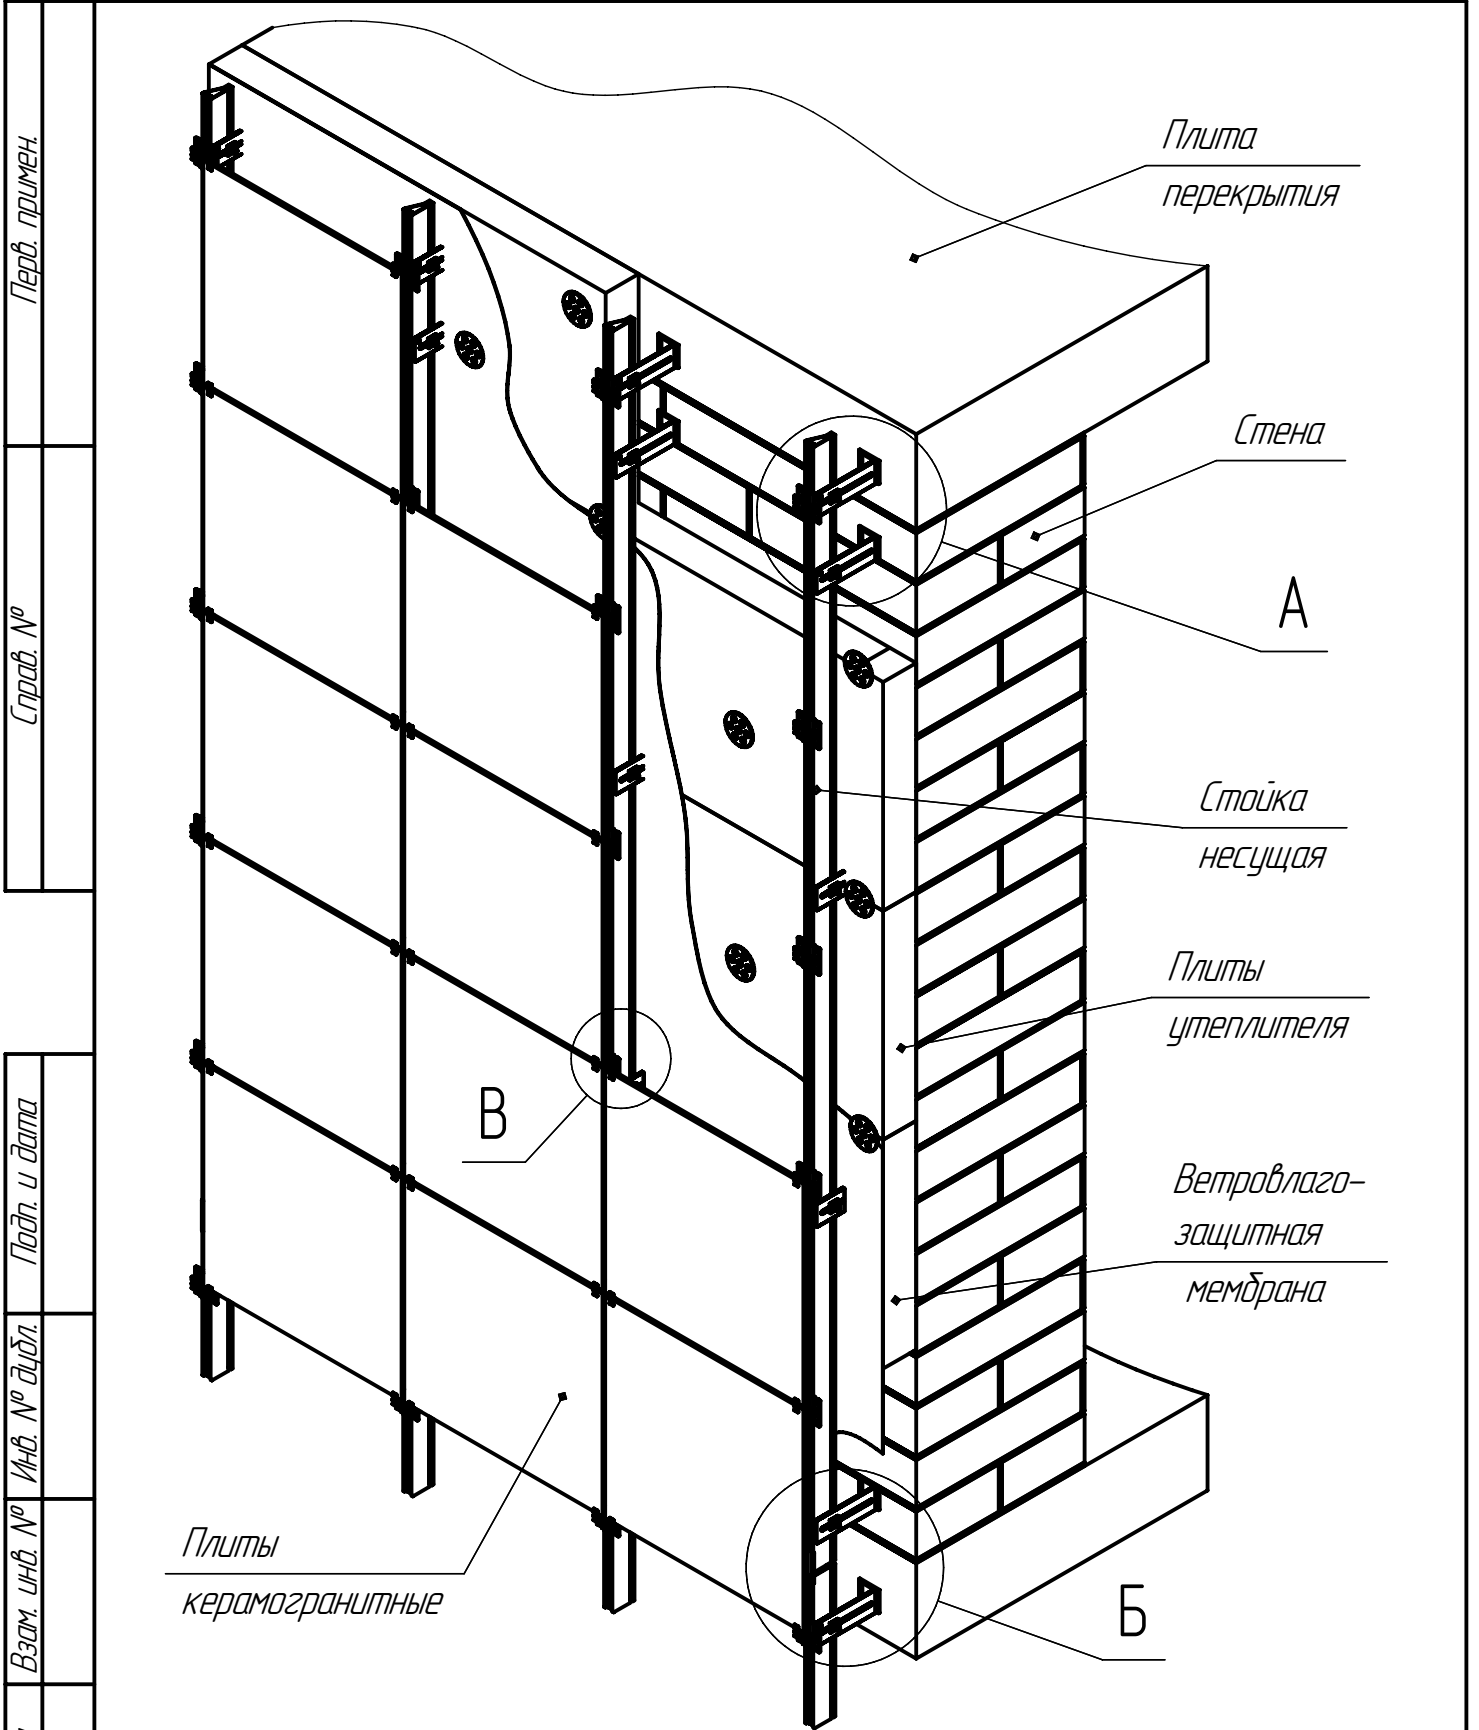 Плита
перекрытия
Стена
А
Стойка
несущая
Плиты
утеплителя
В
Ветровлаго-
защитная
мембрана
Плиты
керамогранитные
Б
Перв. примен.
Справ. №
Подп. и дата
Инв. № дубл.
Взам. инв. №